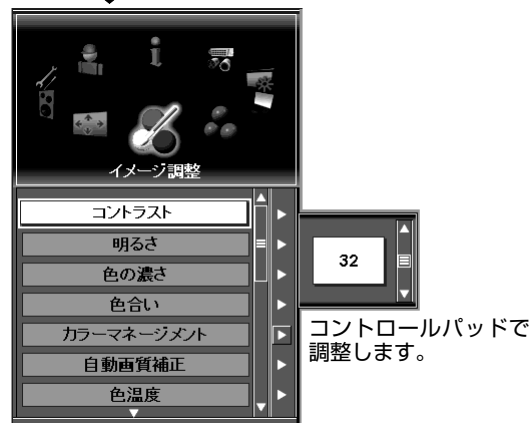 イメージ調整
コントラスト
明るさ
色の濃さ
色合い
カラーマネージメント
自動画質補正
色温度
32
コントロールパッドで
調整します。